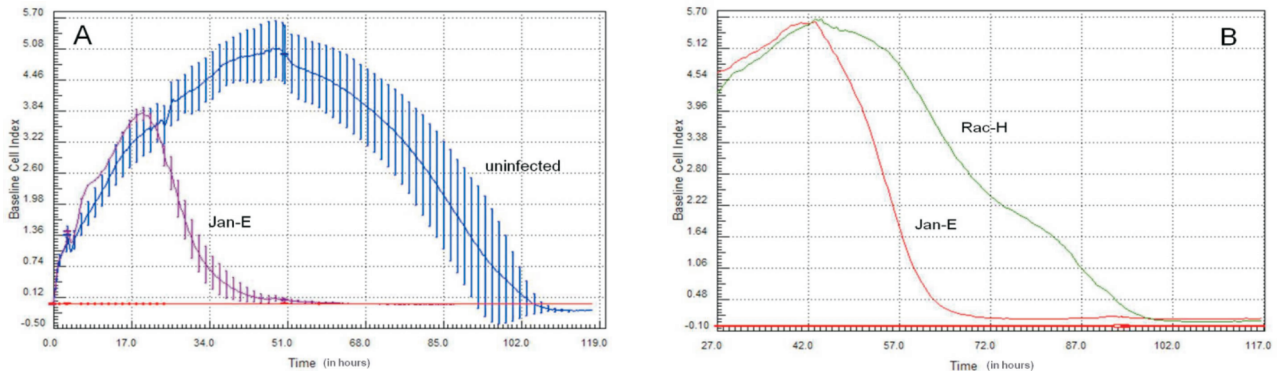 A
Baseline Cell Index
5.70
5.08
4.46
3.84
3.22
2.60
1.98
1.36
0.74
0.12
-0.50
uninfected
Jan-E
0.0 17.0 34.0 51.0 68.0 85.0 102.0 119.0
Time (in hours)
B
Baseline Cell Index
5.70
5.12
4.54
3.96
3.38
2.80
2.22
1.64
1.06
0.48
-0.10
Rac-H
Jan-E
27.0 42.0 57.0 72.0 87.0 102.0 117.0
Time (in hours)